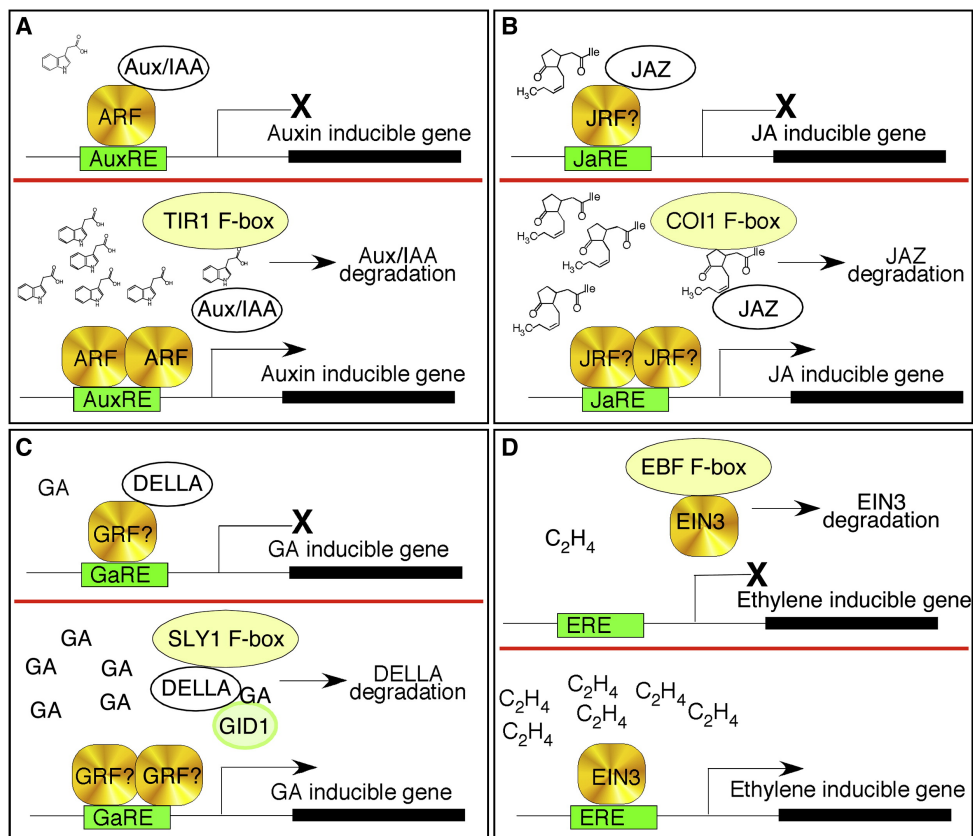 A
O
OH
N
H
Aux/IAA
ARF
X
Auxin inducible gene
AuxRE
TIR1 F-box
Aux/IAA
degradation
Aux/IAA
ARF ARF
Auxin inducible gene
AuxRE
B
Ile
O
O
H3C
JAZ
JRF?
X
JA inducible gene
JaRE
COI1 F-box
JAZ
degradation
Ile
O
O
H3C
Ile
O
O
H3C
Ile
O
O
H3C
Ile
O
O
H3C
JAZ
JRF? JRF?
JA inducible gene
JaRE
C
GA
DELLA
GRF?
X
GA inducible gene
GaRE
SLY1 F-box
GA
GA GA
GA GA
DELLA
GA
GID1
DELLA
degradation
GRF? GRF?
GA inducible gene
GaRE
D
EBF F-box
EIN3
EIN3
degradation
C2H4
X
Ethylene inducible gene
ERE
C2H4 C2H4 C2H4
C2H4 C2H4 C2H4
EIN3
Ethylene inducible gene
ERE